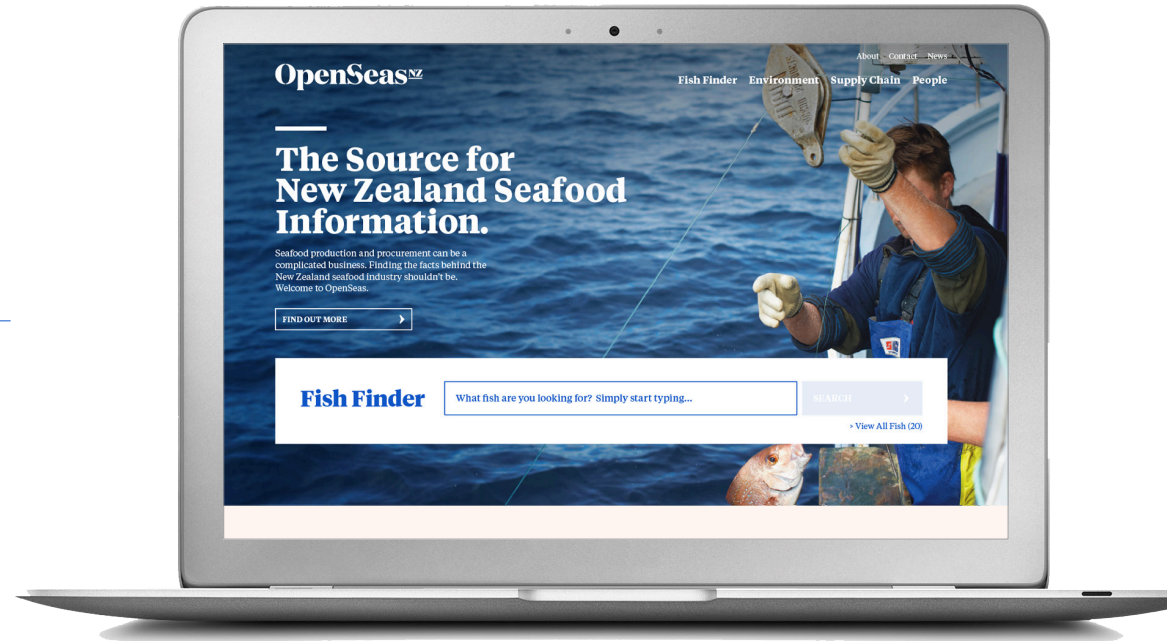 About Contact News
OpenSeas NZ
Fish Finder Environment Supply Chain People
The Source for
New Zealand Seafood
Information.
Seafood production and procurement can be a
complicated business. Finding the facts behind the
New Zealand seafood industry shouldn't be.
Welcome to OpenSeas.
FIND OUT MORE
Fish Finder
What fish are you looking for? Simply start typing...
SEARCH
> View All Fish (20)